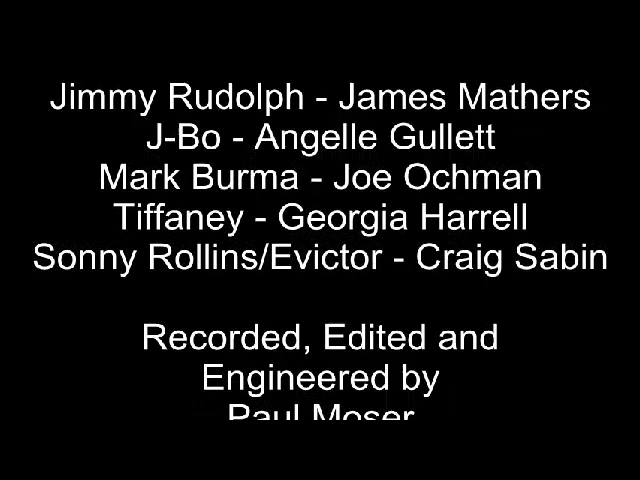 Jimmy Rudolph - James Mathers
J-Bo - Angelle Gullett
Mark Burma - Joe Ochman
Tiffaney - Georgia Harrell
Sonny Rollins/Evictor - Craig Sabin
Recorded, Edited and
Engineered by
Paul Moser